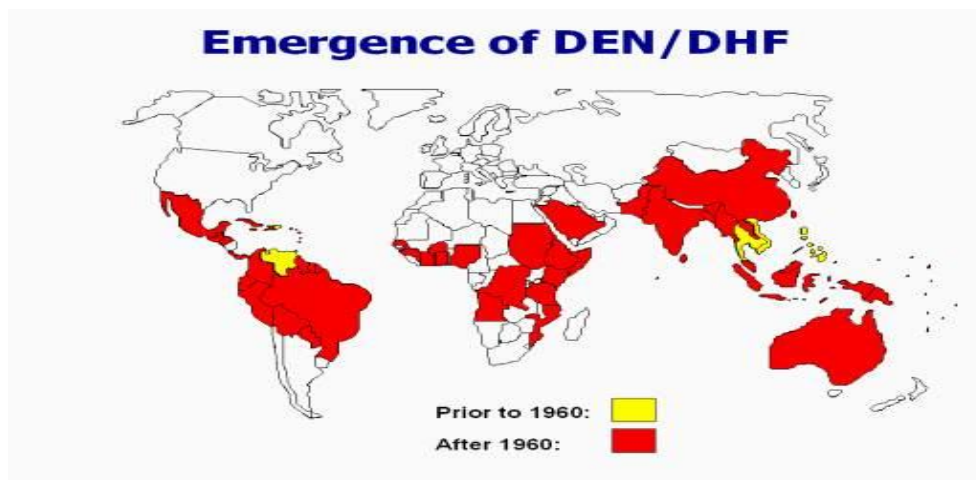 Emergence of DEN/DHF
Prior to 1960:
After 1960: